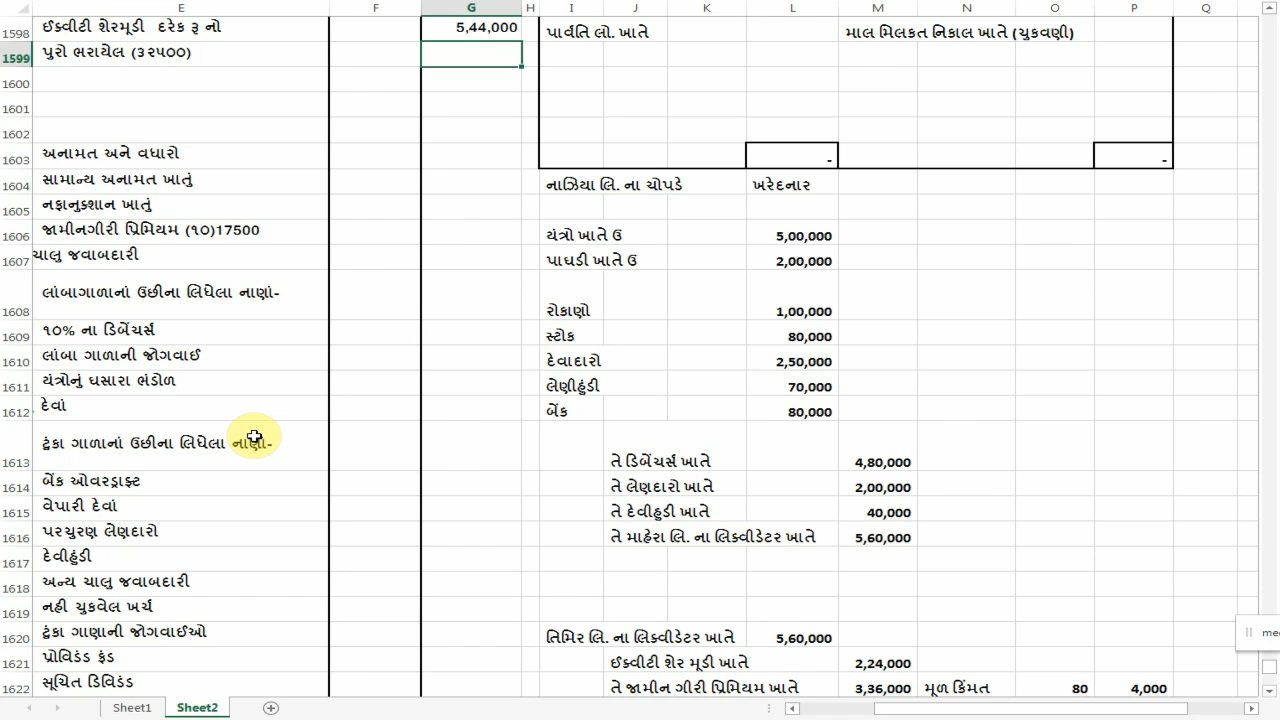 E F G H I J K L M N O P Q
1598 ઈક્વીટી શેરમૂડી દરેક રૂ નો 5,44,000 પાર્વતિ લો. ખાતે માલ મિલકત નિકાલ ખાતે (ચુકવણી)
1599 પુરો ભરાયેલ (૩૨૫૦૦)
1600
1601
1602
1603 અનામત અને વધારો - -
1604 સામાન્ય અનામત ખાતું નાઝિયા લિ. ના ચોપડે ખરેદનાર
1605 નફાનુક્શાન ખાતું
1606 જામીનગીરી પ્રિમિયમ (૧૦)17500 યંત્રો ખાતે ઉ 5,00,000
1607 ચાલુ જવાબદારી પાઘડી ખાતે ઉ 2,00,000
1608 લાંબાગાળાનાં ઉછીના લિધેલા નાણાં- રોકાણો 1,00,000
1609 ૧૦% ના ડિબેંચર્સ સ્ટોક 80,000
1610 લાંબા ગાળાની જોગવાઈ દેવાદારો 2,50,000
1611 યંત્રોનું ઘસારા ભંડોળ લેણીહુંડી 70,000
1612 દેવાં બેંક 80,000
1613 ટુંકા ગાળાનાં ઉછીના લિધેલા નાણાં- તે ડિબેંચર્સ ખાતે 4,80,000
1614 બેંક ઓવરડ્રાફ્ટ તે લેણદારો ખાતે 2,00,000
1615 વેપારી દેવાં તે દેવીહુડી ખાતે 40,000
1616 પરચુરણ લેણદારો તે માહેરા લિ. ના લિક્વીડેટર ખાતે 5,60,000
1617 દેવીહુંડી
1618 અન્ય ચાલુ જવાબદારી
1619 નહી ચુકવેલ ખર્ચ
1620 ટુંકા ગાણાની જોગવાઈઓ તિમિર લિ. ના લિક્વીડેટર ખાતે 5,60,000
1621 પ્રોવિડંડ ફંડ ઈક્વીટી શેર મૂડી ખાતે 2,24,000
1622 સૂચિત ડિવિડંડ તે જામીન ગીરી પ્રિમિયમ ખાતે 3,36,000 મૂળ કિંમત 80 4,000
Sheet1 Sheet2